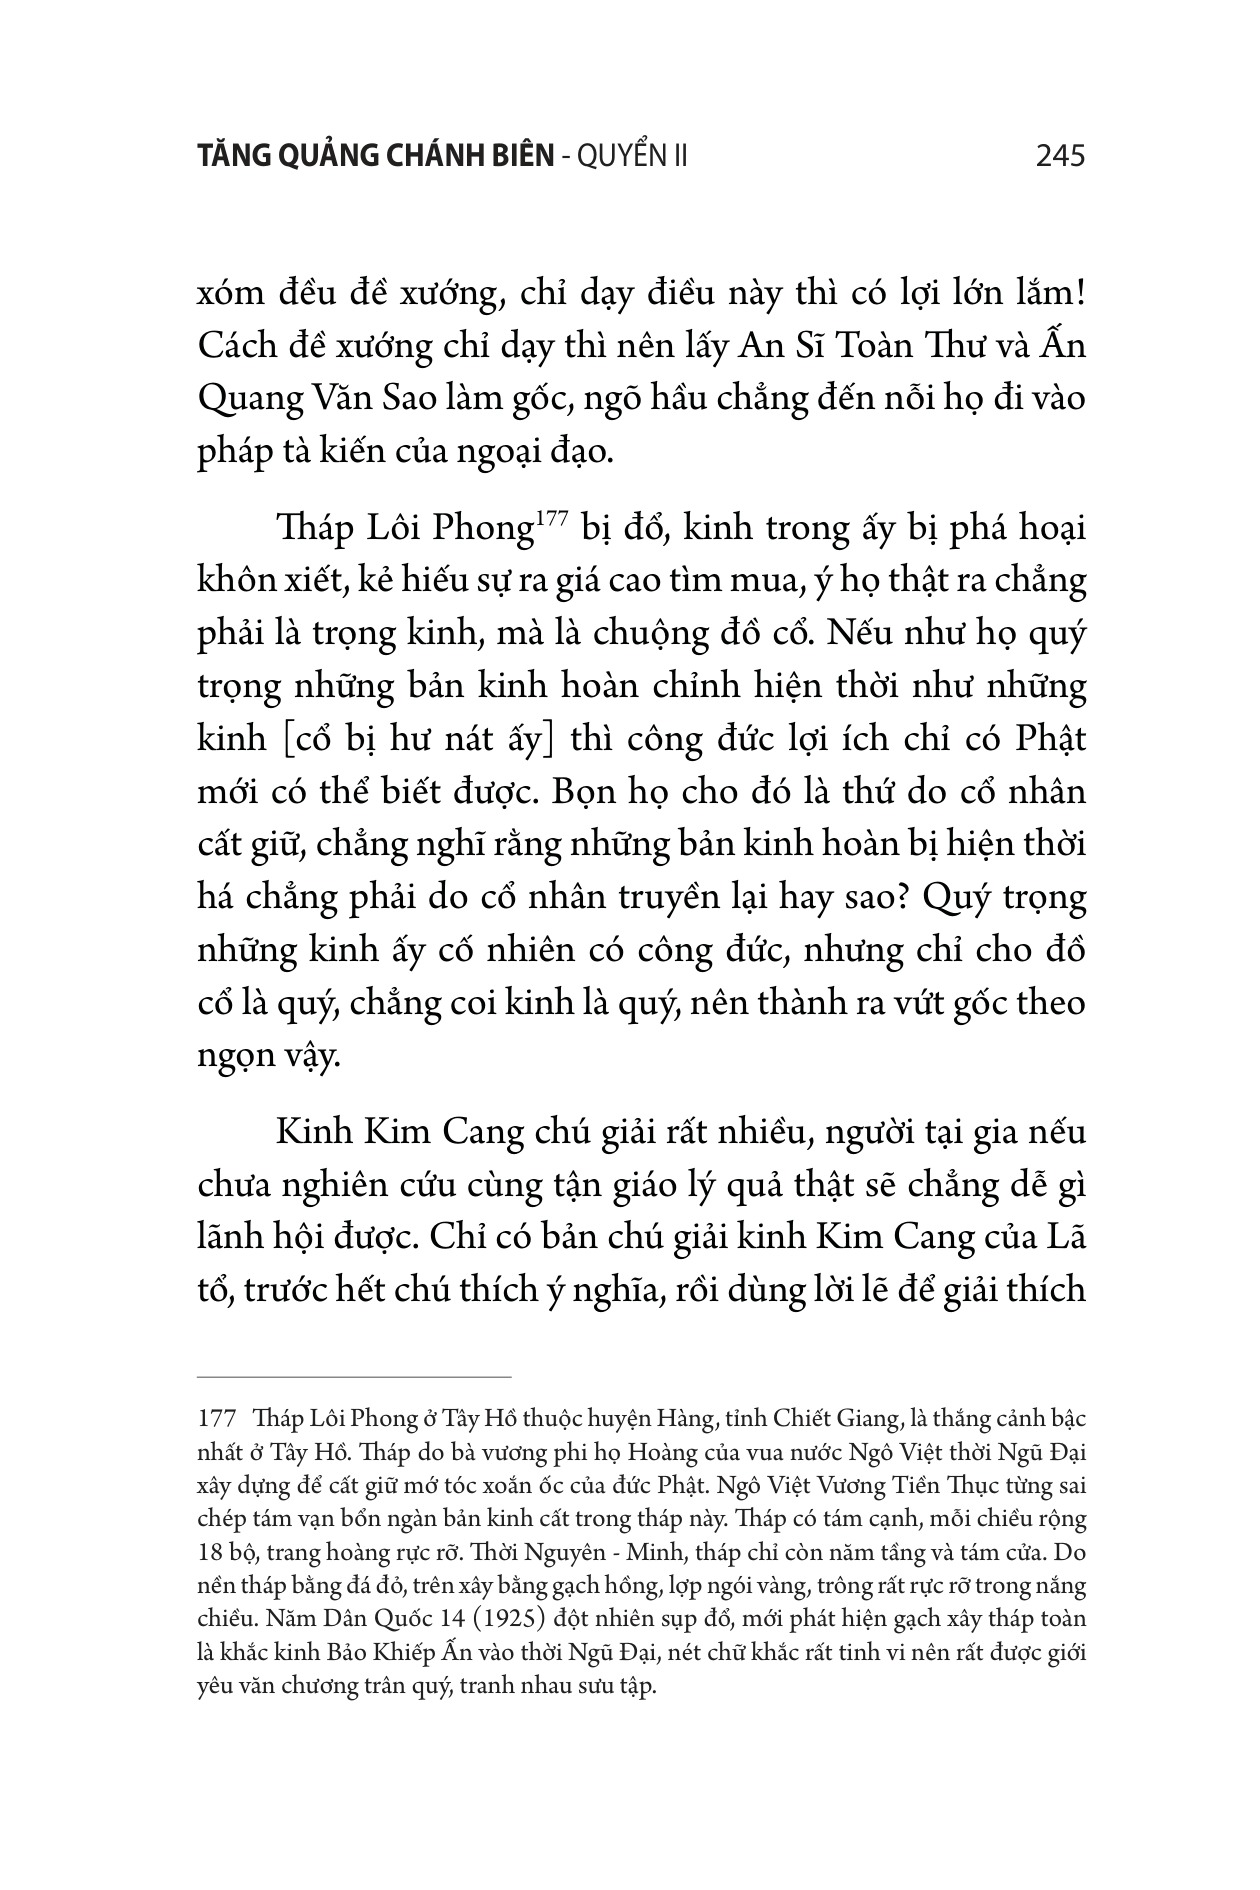 TĂNG QUẢNG CHÁNH BIÊN - QUYỂN II 245
xóm đều đề xướng, chỉ dạy điều này thì có lợi lớn lắm!
Cách đề xướng chỉ dạy thì nên lấy An Sĩ Toàn Thư và Ấn
Quang Văn Sao làm gốc, ngõ hầu chẳng đến nỗi họ đi vào
pháp tà kiến của ngoại đạo.
Tháp Lôi Phong177 bị đổ, kinh trong ấy bị phá hoại
khôn xiết, kẻ hiếu sự ra giá cao tìm mua, ý họ thật ra chẳng
phải là trọng kinh, mà là chuộng đồ cổ. Nếu như họ quý
trọng những bản kinh hoàn chỉnh hiện thời như những
kinh [cổ bị hư nát ấy] thì công đức lợi ích chỉ có Phật
mới có thể biết được. Bọn họ cho đó là thứ do cổ nhân
cất giữ, chẳng nghĩ rằng những bản kinh hoàn bị hiện thời
há chẳng phải do cổ nhân truyền lại hay sao? Quý trọng
những kinh ấy cố nhiên có công đức, nhưng chỉ cho đồ
cổ là quý, chẳng coi kinh là quý, nên thành ra vứt gốc theo
ngọn vậy.
Kinh Kim Cang chú giải rất nhiều, người tại gia nếu
chưa nghiên cứu cùng tận giáo lý quả thật sẽ chẳng dễ gì
lãnh hội được. Chỉ có bản chú giải kinh Kim Cang của Lã
tổ, trước hết chú thích ý nghĩa, rồi dùng lời lẽ để giải thích
177 Tháp Lôi Phong ở Tây Hồ thuộc huyện Hàng, tỉnh Chiết Giang, là thắng cảnh bậc
nhất ở Tây Hồ. Tháp do bà vương phi họ Hoàng của vua nước Ngô Việt thời Ngũ Đại
xây dựng để cất giữ mớ tóc xoắn ốc của đức Phật. Ngô Việt Vương Tiền Thục từng sai
chép tám vạn bổn ngàn bản kinh cất trong tháp này. Tháp có tám cạnh, mỗi chiều rộng
18 bộ, trang hoàng rực rỡ. Thời Nguyên - Minh, tháp chỉ còn năm tầng và tám cửa. Do
nền tháp bằng đá đỏ, trên xây bằng gạch hồng, lợp ngói vàng, trông rất rực rỡ trong nắng
chiều. Năm Dân Quốc 14 (1925) đột nhiên sụp đổ, mới phát hiện gạch xây tháp toàn
là khắc kinh Bảo Khiếp Ấn vào thời Ngũ Đại, nét chữ khắc rất tinh vi nên rất được giới
yêu văn chương trân quý, tranh nhau sưu tập.